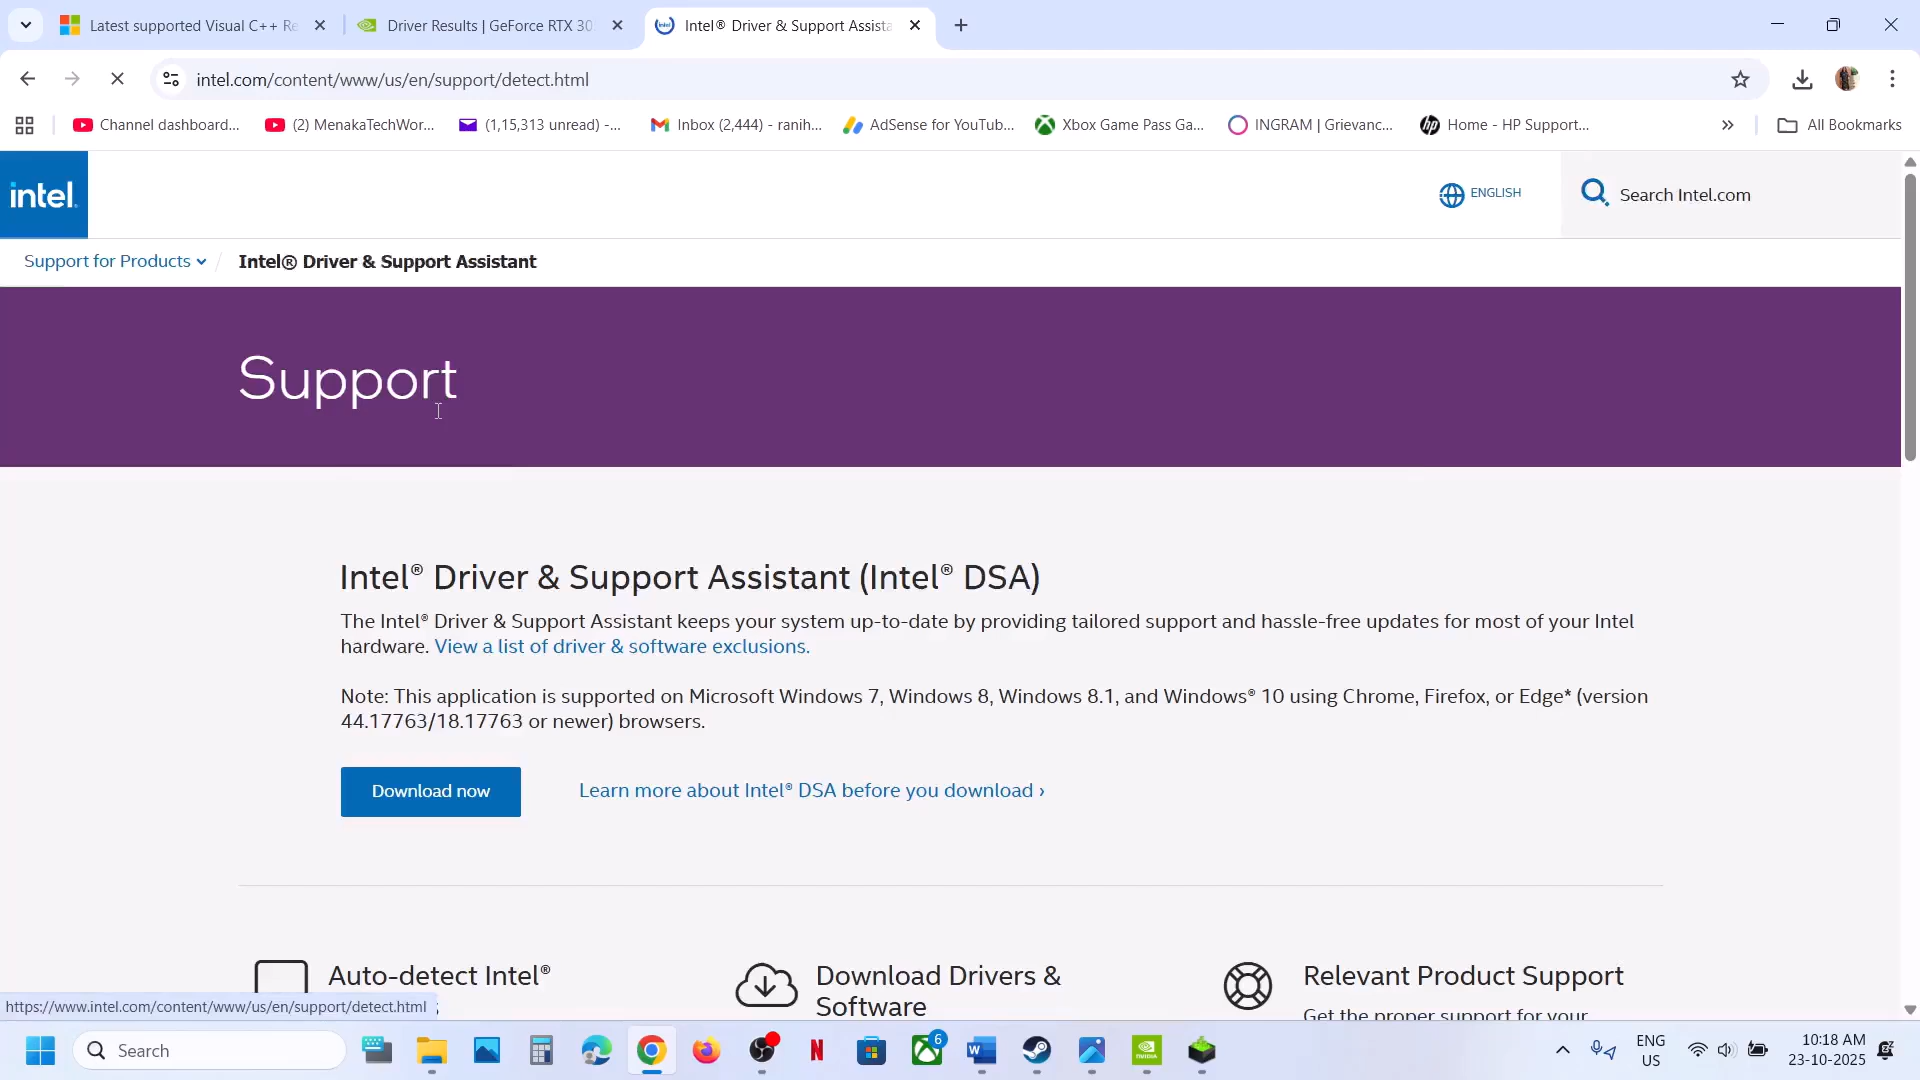 Latest supported Visual C++ Re
Driver Results | GeForce RTX 30
Intel® Driver & Support Assista
intel.com/content/www/us/en/support/detect.html
Channel dashboard...
(2) MenakaTechWor...
(1,15,313 unread) -...
Inbox (2,444) - ranih...
AdSense for YouTub...
Xbox Game Pass Ga...
INGRAM | Grievanc...
Home - HP Support...
All Bookmarks
intel.
ENGLISH
Search Intel.com
Support for Products
Intel® Driver & Support Assistant
Support
Intel® Driver & Support Assistant (Intel® DSA)
The Intel® Driver & Support Assistant keeps your system up-to-date by providing tailored support and hassle-free updates for most of your Intel
hardware. View a list of driver & software exclusions.
Note: This application is supported on Microsoft Windows 7, Windows 8, Windows 8.1, and Windows® 10 using Chrome, Firefox, or Edge* (version
44.17763/18.17763 or newer) browsers.
Download now
Learn more about Intel® DSA before you download ›
Auto-detect Intel®
Download Drivers &
Software
Relevant Product Support
Get the proper support for your
https://www.intel.com/content/www/us/en/support/detect.html
Search
6
ENG
US
10:18 AM
23-10-2025